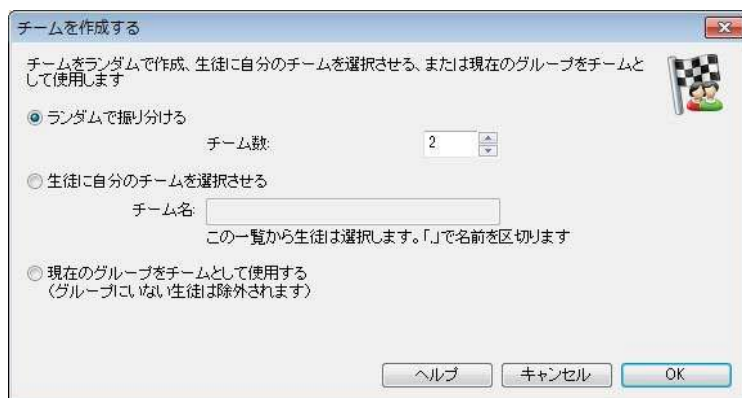 チームを作成する
チームをランダムで作成、生徒に自分のチームを選択させる、または現在のグループをチームと
して使用します
ランダムで振り分ける
チーム数: 2
生徒に自分のチームを選択させる
チーム名:
この一覧から生徒は選択します。「,」で名前を区切ります
現在のグループをチームとして使用する
(グループにいない生徒は除外されます)
ヘルプ キャンセル OK